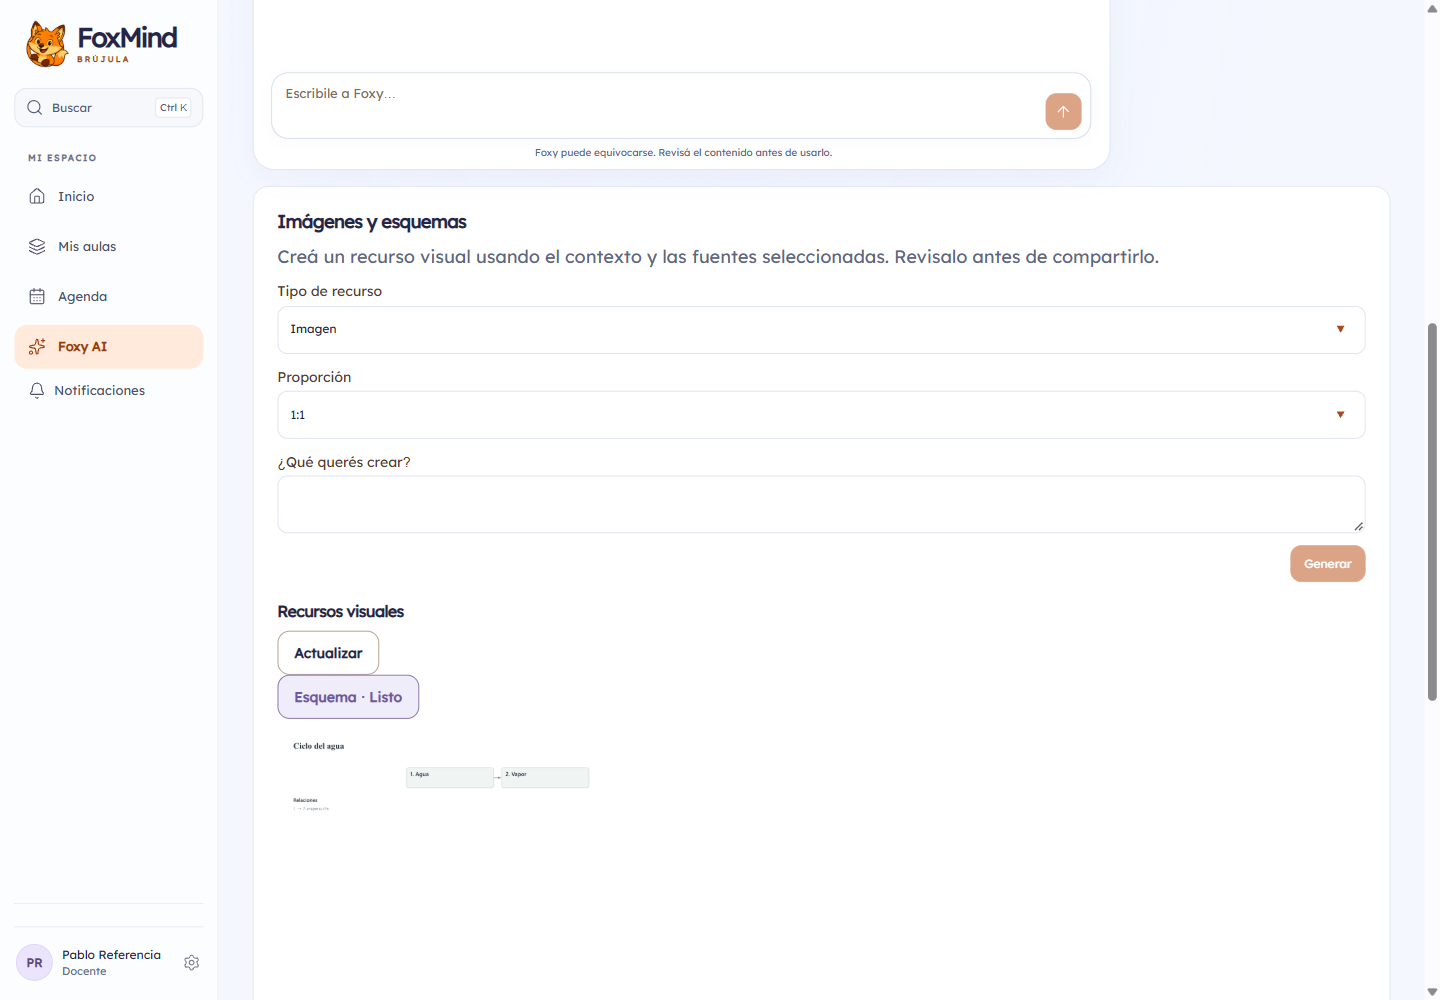 FoxMind
BRÚJULA
Buscar
Ctrl K
MI ESPACIO
Inicio
Mis aulas
Agenda
Foxy AI
Notificaciones
PR
Pablo Referencia
Docente
Escribile a Foxy...
Foxy puede equivocarse. Revisá el contenido antes de usarlo.
Imágenes y esquemas
Creá un recurso visual usando el contexto y las fuentes seleccionadas. Revisalo antes de compartirlo.
Tipo de recurso
Imagen
Proporción
1:1
¿Qué querés crear?
Generar
Recursos visuales
Actualizar
Esquema · Listo
Ciclo del agua
1. Agua
2. Vapor
Relaciones